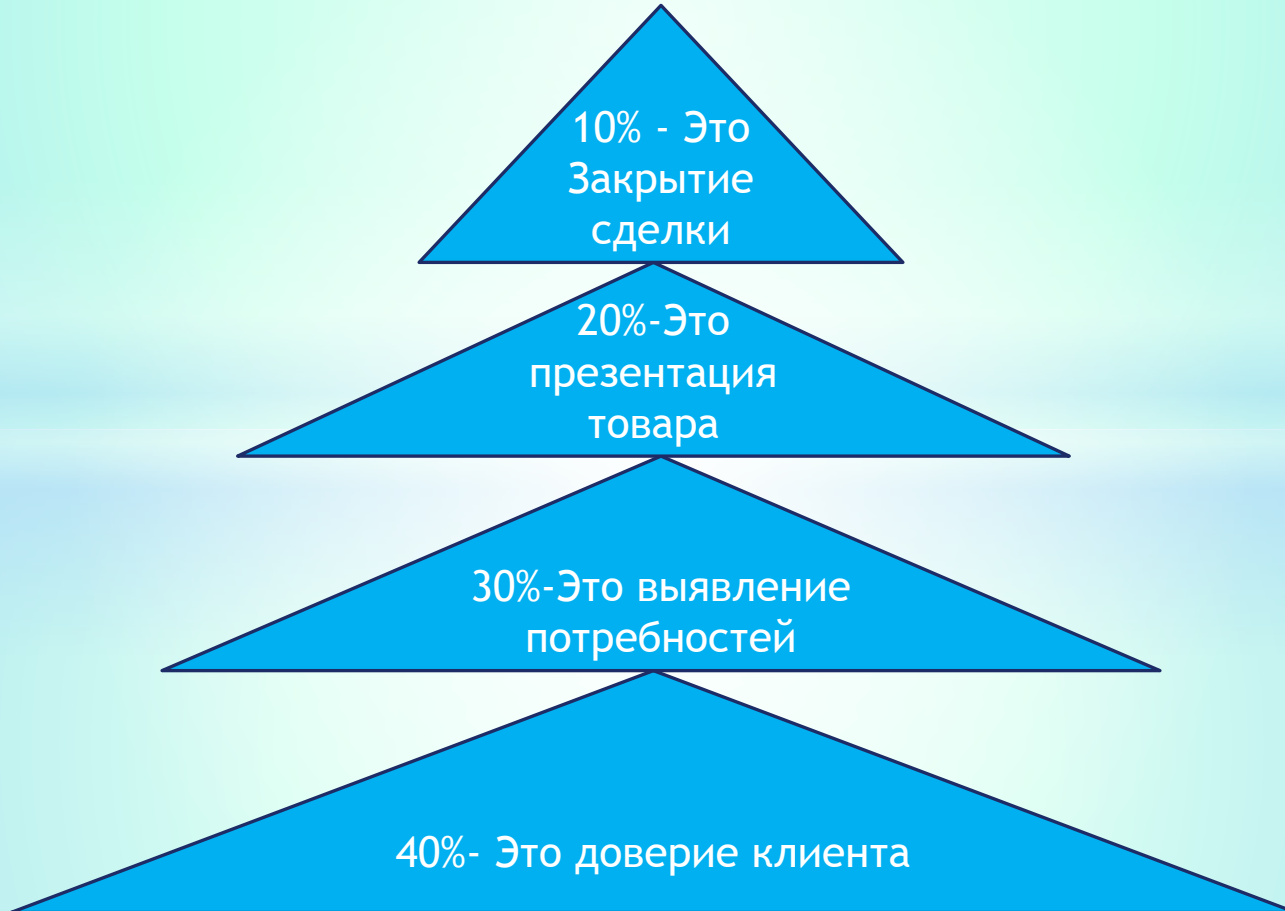 10% - Это
Закрытие
сделки
20%-Это
презентация
товара
30%-Это выявление
потребностей
40%- Это доверие клиента